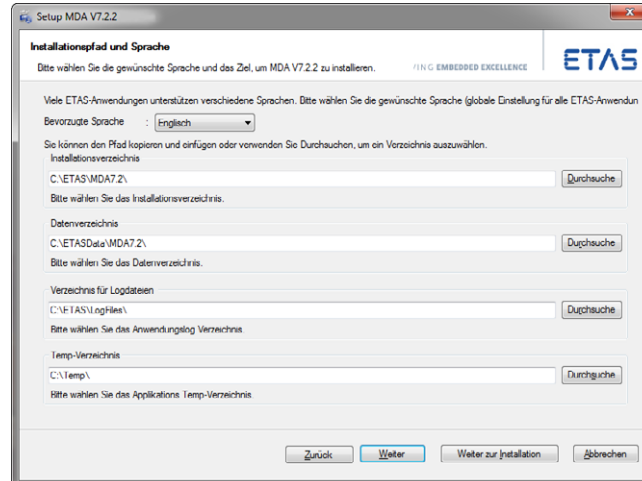 Setup MDA V7.2.2
Installationspfad und Sprache
Bitte wählen Sie die gewünschte Sprache und das Ziel, um MDA V7.2.2 zu installieren.
ING EMBEDDED EXCELLENCE
ETAS
Viele ETAS-Anwendungen unterstützen verschiedene Sprachen. Bitte wählen Sie die gewünschte Sprache (globale Einstellung für alle ETAS-Anwendun
Bevorzugte Sprache : Englisch
Sie können den Pfad kopieren und einfügen oder verwenden Sie Durchsuchen, um ein Verzeichnis auszuwählen.
Installationsverzeichnis
C:\ETAS\MDA7.2\ Durchsuche
Bitte wählen Sie das Installationsverzeichnis.
Datenverzeichnis
C:\ETASData\MDA7.2\ Durchsuche
Bitte wählen Sie das Datenverzeichnis.
Verzeichnis für Logdateien
C:\ETAS\LogFiles\ Durchsuche
Bitte wählen Sie das Anwendungslog Verzeichnis.
Temp-Verzeichnis
C:\Temp\ Durchsuche
Bitte wählen Sie das Applikations Temp-Verzeichnis.
Zurück Weiter Weiter zur Installation Abbrechen